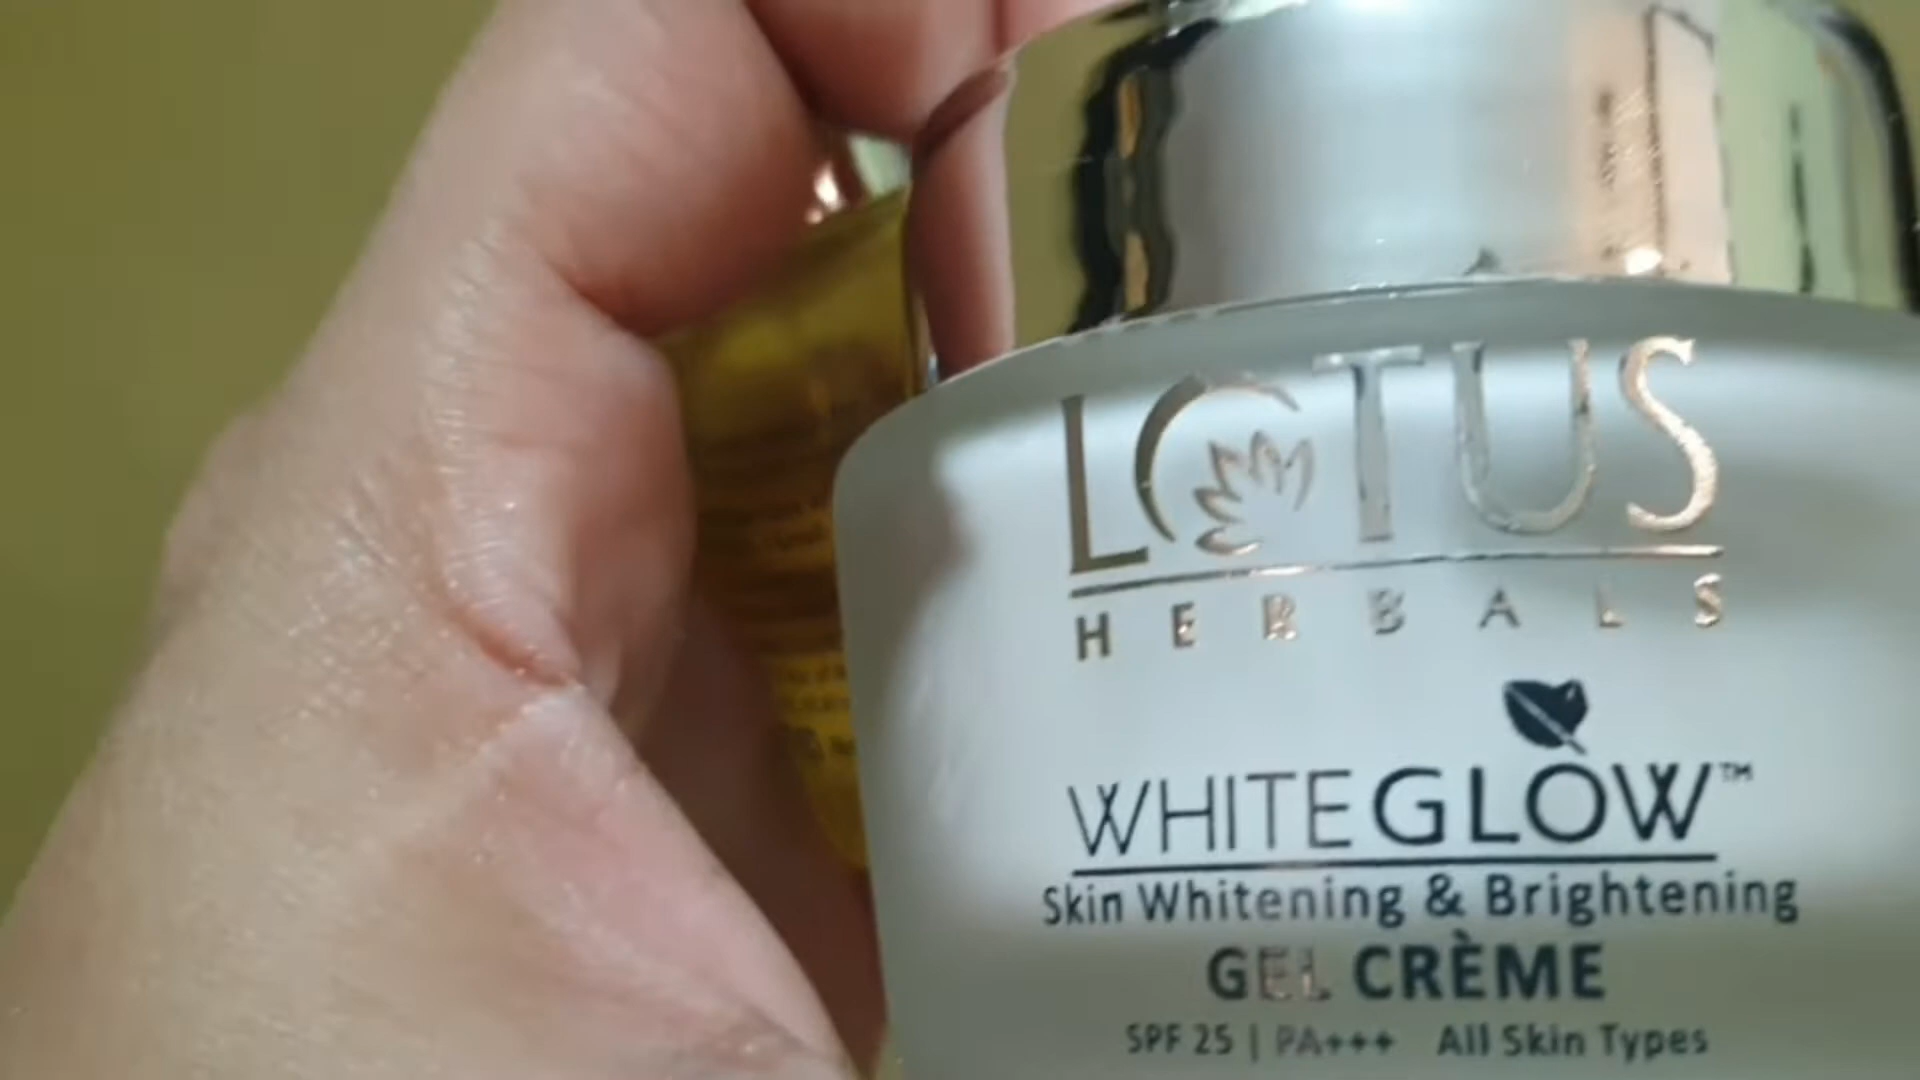 LOTUS
HERBALS
WHITEGLOW™
Skin Whitening & Brightening
GEL CRÈME
SPF 25 | PA+++ All Skin Types